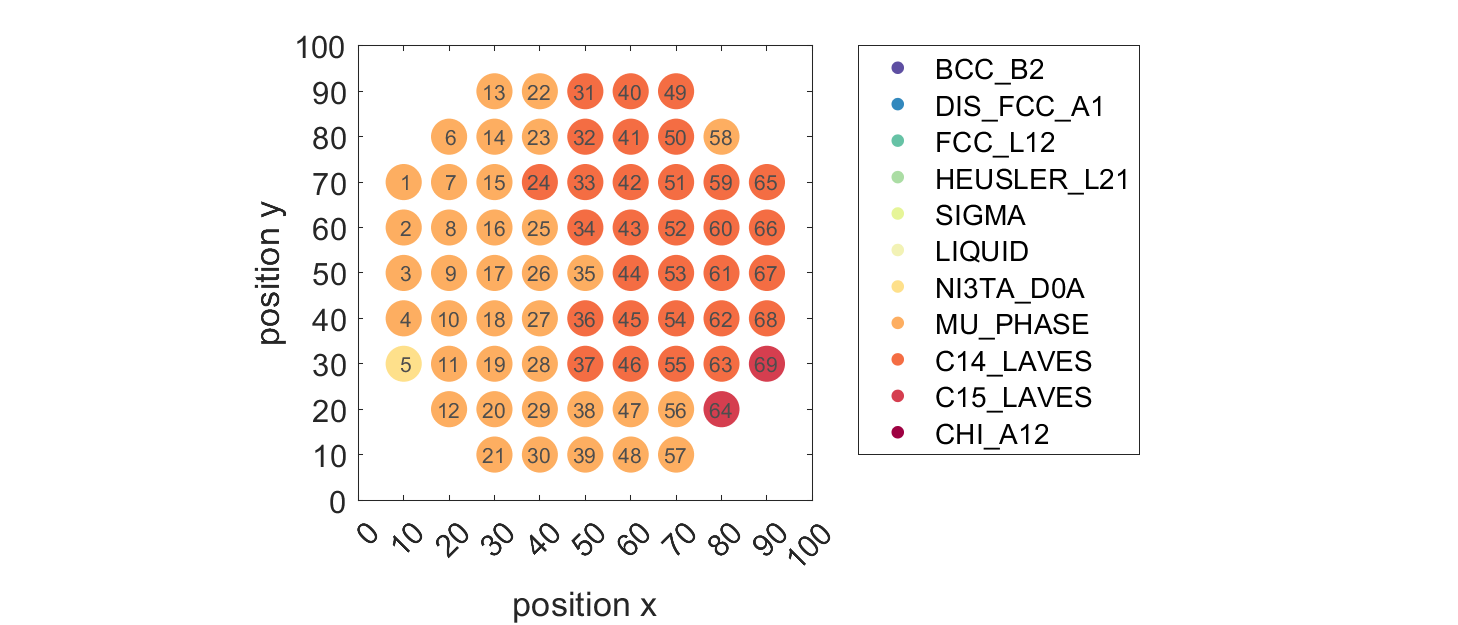 100
90
80
70
60
50
40
30
20
10
0
position y
13 22 31 40 49
6 14 23 32 41 50 58
1 7 15 24 33 42 51 59 65
2 8 16 25 34 43 52 60 66
3 9 17 26 35 44 53 61 67
4 10 18 27 36 45 54 62 68
5 11 19 28 37 46 55 63 69
12 20 29 38 47 56 64
21 30 39 48 57
0 10 20 30 40 50 60 70 80 90 100
position x
BCC_B2
DIS_FCC_A1
FCC_L12
HEUSLER_L21
SIGMA
LIQUID
NI3TA_D0A
MU_PHASE
C14_LAVES
C15_LAVES
CHI_A12